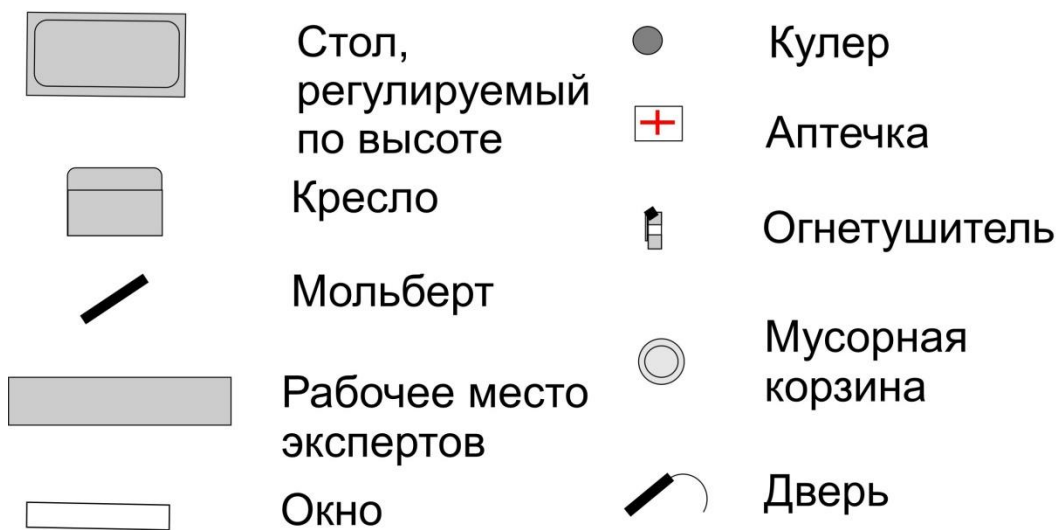 Стол,
регулируемый
по высоте
Кресло
Мольберт
Рабочее место
экспертов
Окно
Кулер
Аптечка
Огнетушитель
Мусорная
корзина
Дверь